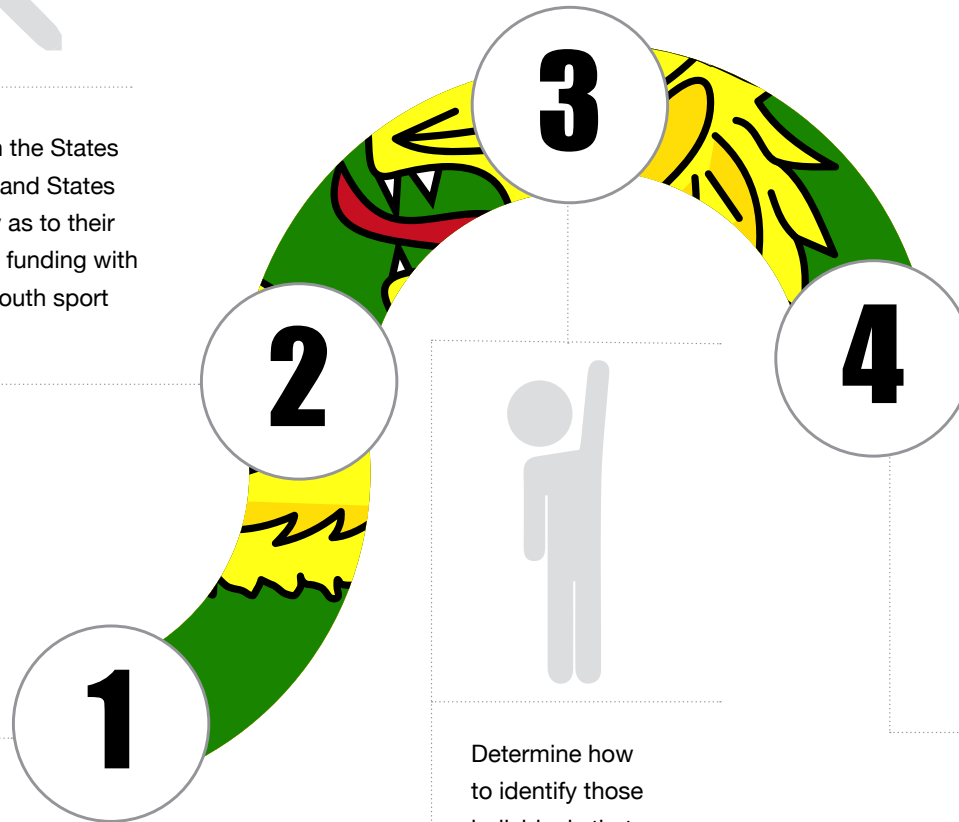 3
the States
and States
as to their
funding with
outh sport
2
4
1
Determine how
to identify those